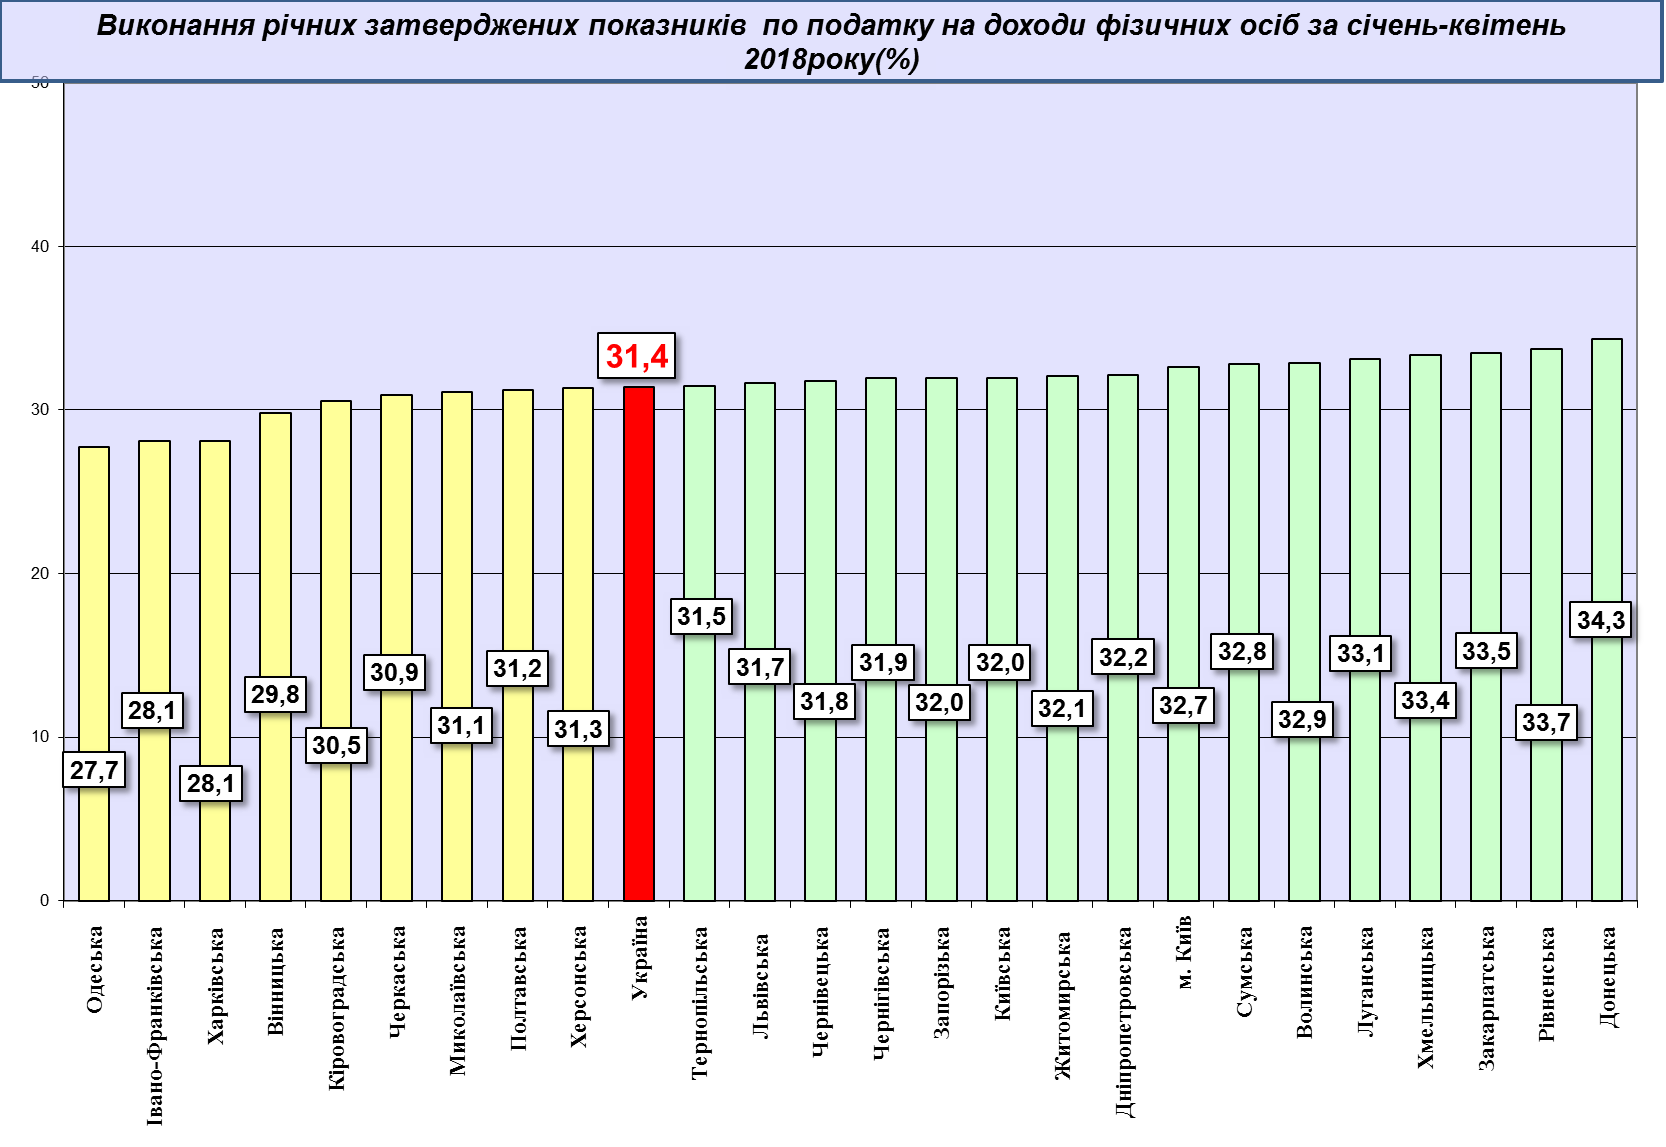 Виконання річних затверджених показників по податку на доходи фізичних осіб за січень-квітень
2018року(%)
50
40
30
20
10
0
27,7
28,1
28,1
29,8
30,5
30,9
31,1
31,2
31,3
31,4
31,5
31,7
31,8
31,9
32,0
32,0
32,1
32,2
32,7
32,8
32,9
33,1
33,4
33,5
33,7
34,3
Одеська
Івано-Франківська
Харківська
Вінницька
Кіровоградська
Черкаська
Миколаївська
Полтавська
Херсонська
Україна
Тернопільська
Львівська
Чернівецька
Чернігівська
Запорізька
Київська
Житомирська
Дніпропетровська
м. Київ
Сумська
Волинська
Луганська
Хмельницька
Закарпатська
Рівненська
Донецька